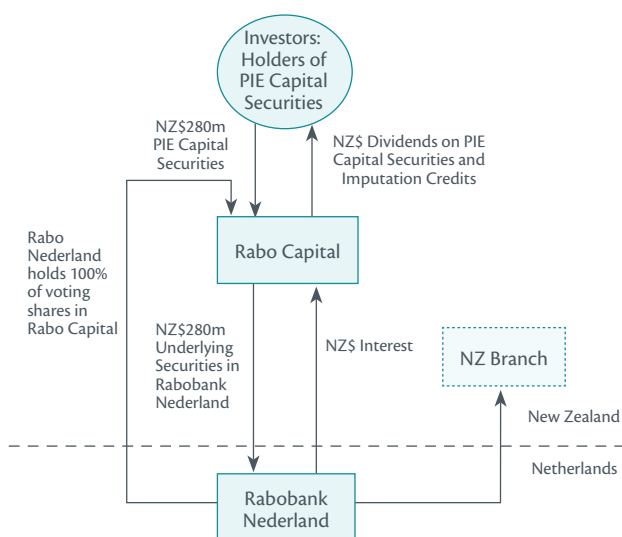 Investors:
Holders of
PIE Capital
Securities
NZ$280m
PIE Capital
Securities
NZ$ Dividends on PIE
Capital Securities and
Imputation Credits
Rabo
Nederland
holds 100%
of voting
shares in
Rabo Capital
Rabo Capital
NZ$280m
Underlying
Securities in
Rabobank
Nederland
NZ$ Interest
NZ Branch
New Zealand
Netherlands
Rabobank
Nederland